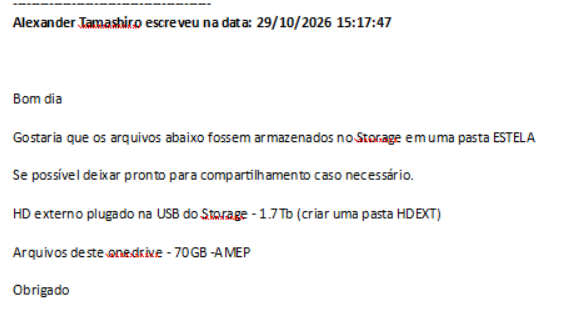 Alexander Tamashiro escreveu na data: 29/10/2026 15:17:47
Bom dia
Gostaria que os arquivos abaixo fossem armazenados no Storage em uma pasta ESTELA
Se possível deixar pronto para compartilhamento caso necessário.
HD externo plugado na USB do Storage - 1.7Tb (criar uma pasta HDEXT)
Arquivos deste onedrive - 70GB -AMEP
Obrigado